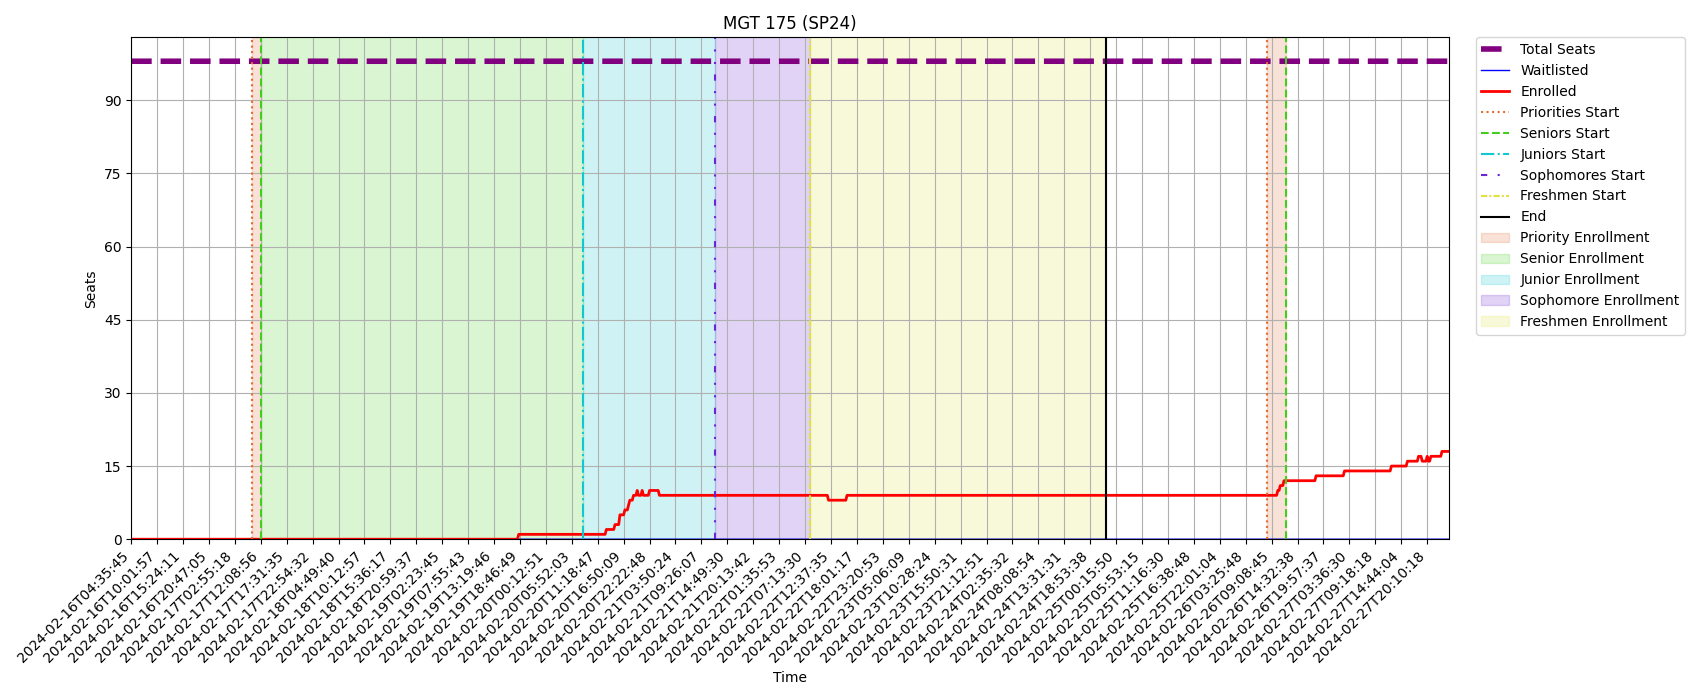 MGT 175 (SP24)
Total Seats
Waitlisted
Enrolled
Priorities Start
Seniors Start
Juniors Start
Sophomores Start
Freshmen Start
End
Priority Enrollment
Senior Enrollment
Junior Enrollment
Sophomore Enrollment
Freshmen Enrollment
Seats
90
75
60
45
30
15
0
2024-02-16T04:35:45
2024-02-16T10:01:57
2024-02-16T15:24:11
2024-02-16T20:47:05
2024-02-17T02:55:18
2024-02-17T12:08:56
2024-02-17T17:31:35
2024-02-17T22:54:32
2024-02-18T04:49:40
2024-02-18T10:12:57
2024-02-18T15:36:17
2024-02-18T20:59:37
2024-02-19T02:23:45
2024-02-19T07:55:43
2024-02-19T13:19:46
2024-02-19T18:46:49
2024-02-20T00:12:51
2024-02-20T05:52:03
2024-02-20T11:18:47
2024-02-20T16:50:09
2024-02-20T22:22:48
2024-02-21T03:50:24
2024-02-21T09:26:07
2024-02-21T14:49:30
2024-02-21T20:13:42
2024-02-22T01:35:53
2024-02-22T07:13:30
2024-02-22T12:37:35
2024-02-22T18:01:17
2024-02-22T23:20:53
2024-02-23T05:06:09
2024-02-23T10:28:24
2024-02-23T15:50:31
2024-02-23T21:12:51
2024-02-24T02:35:32
2024-02-24T08:08:54
2024-02-24T13:31:31
2024-02-24T18:53:38
2024-02-25T00:15:50
2024-02-25T05:53:15
2024-02-25T11:16:30
2024-02-25T16:38:48
2024-02-25T22:01:04
2024-02-26T03:25:48
2024-02-26T09:08:45
2024-02-26T14:32:38
2024-02-26T19:57:37
2024-02-27T03:36:30
2024-02-27T09:18:18
2024-02-27T14:44:04
2024-02-27T20:10:18
Time